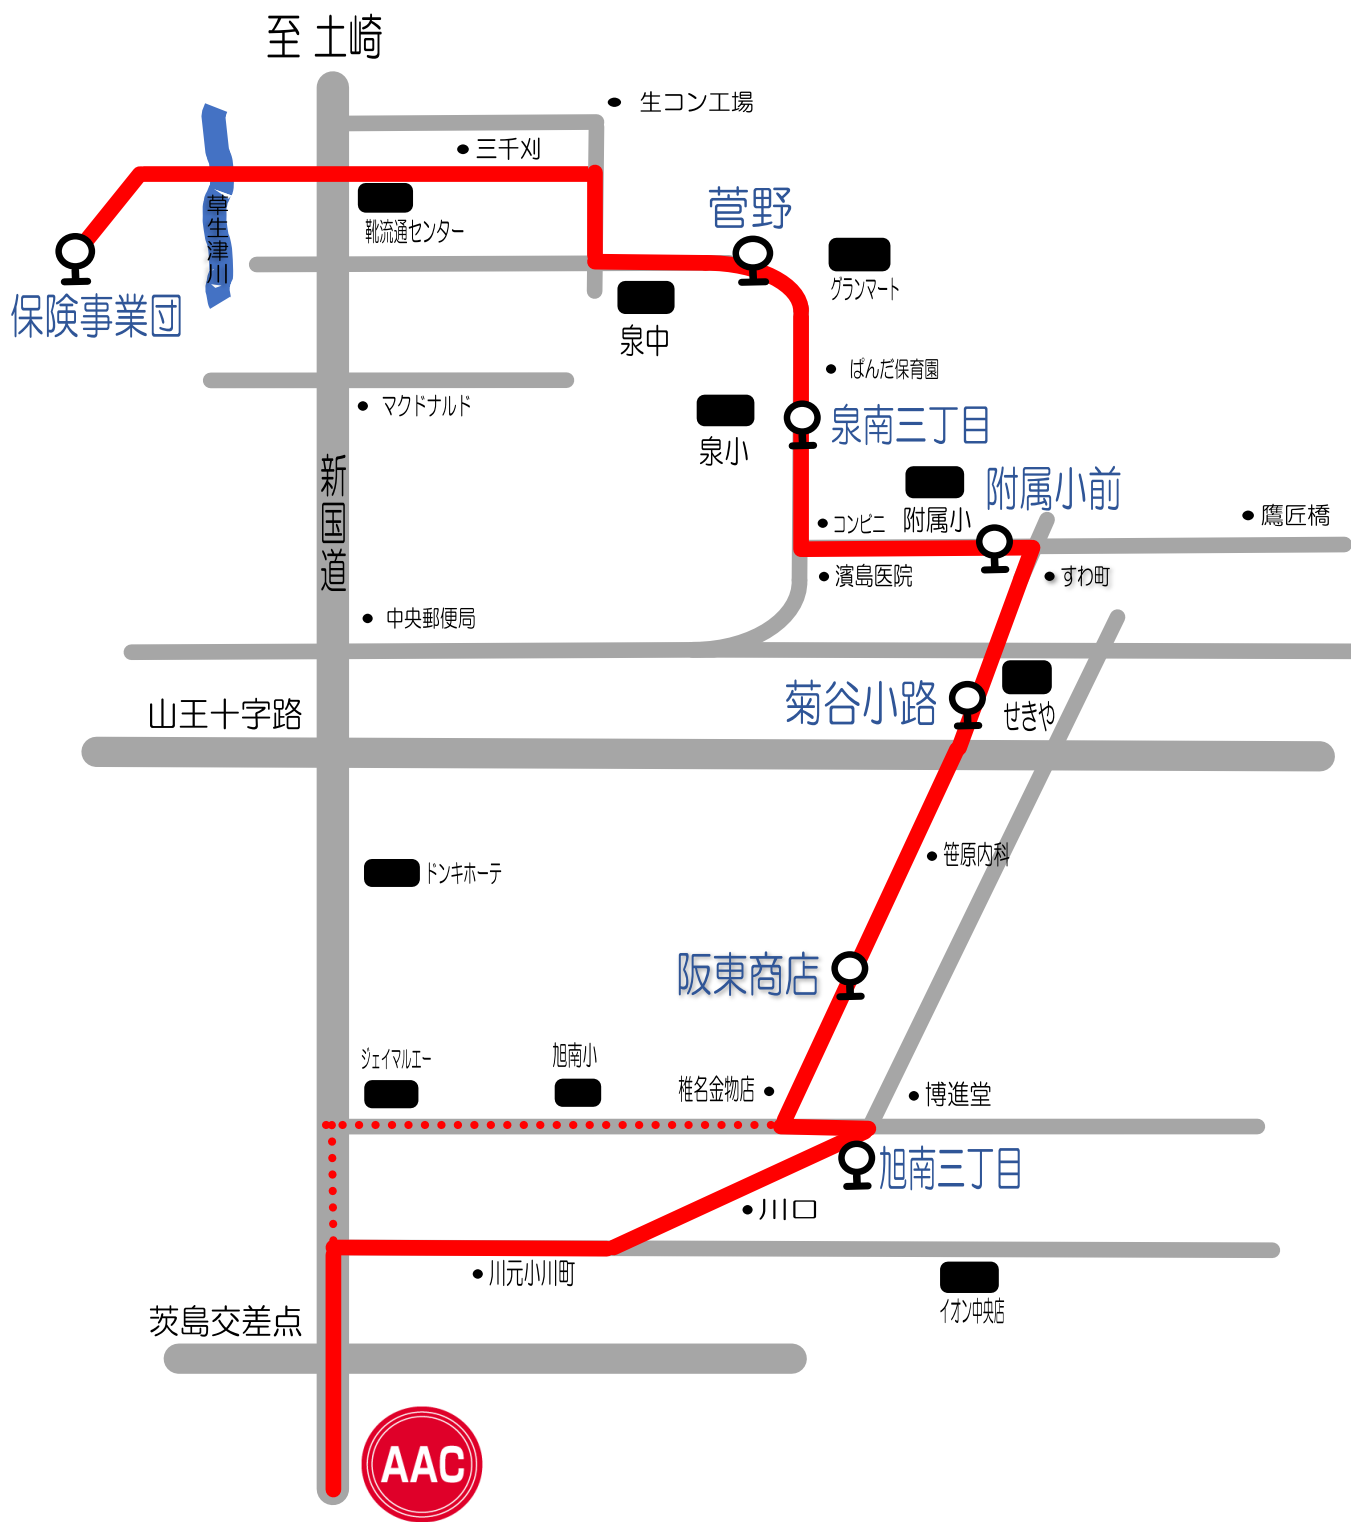 至 土崎
生コン工場
三千刈
草生津川
靴流通センター
菅野
グランマート
保険事業団
泉中
ぱんだ保育園
マクドナルド
泉小
泉南三丁目
新国道
附属小前
コンビニ
附属小
鷹匠橋
濱島医院
すわ町
中央郵便局
山王十字路
菊谷小路
せきや
笹原内科
ドンキホーテ
阪東商店
ジェイマルエー
旭南小
椎名金物店
博進堂
旭南三丁目
川口
川元小川町
イオン中央店
茨島交差点
AAC